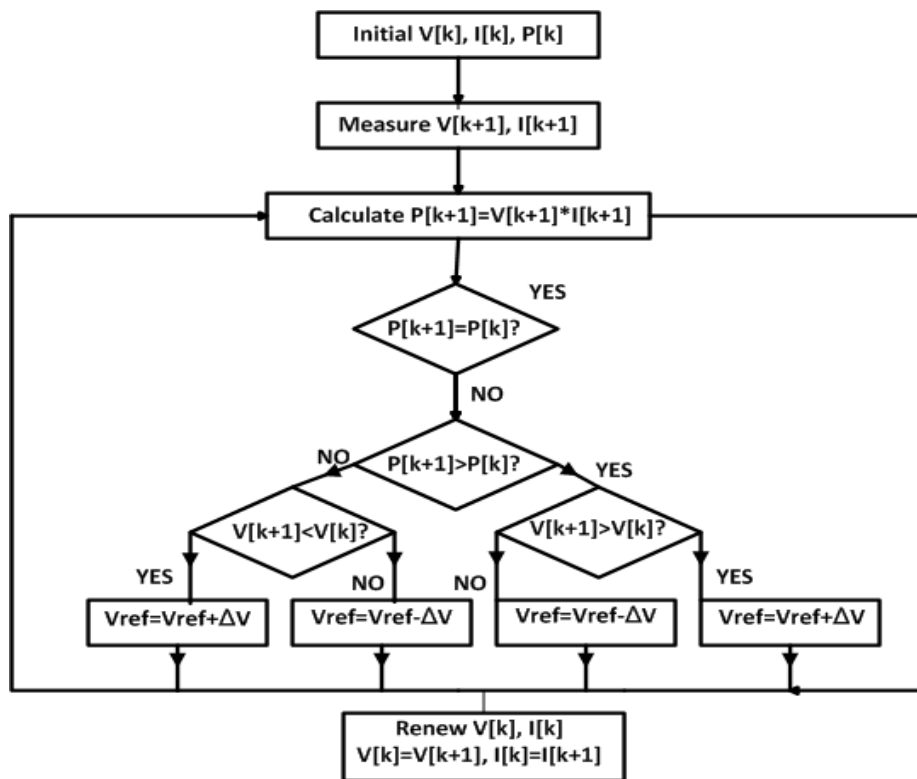 Initial V[k], I[k], P[k]
Measure V[k+1], I[k+1]
Calculate P[k+1]=V[k+1]*I[k+1]
YES
P[k+1]=P[k]?
NO
P[k+1]>P[k]?
NO
YES
V[k+1]<V[k]?
V[k+1]>V[k]?
YES
NO
NO
YES
Vref=Vref+ΔV
Vref=Vref-ΔV
Vref=Vref-ΔV
Vref=Vref+ΔV
Renew V[k], I[k]
V[k]=V[k+1], I[k]=I[k+1]